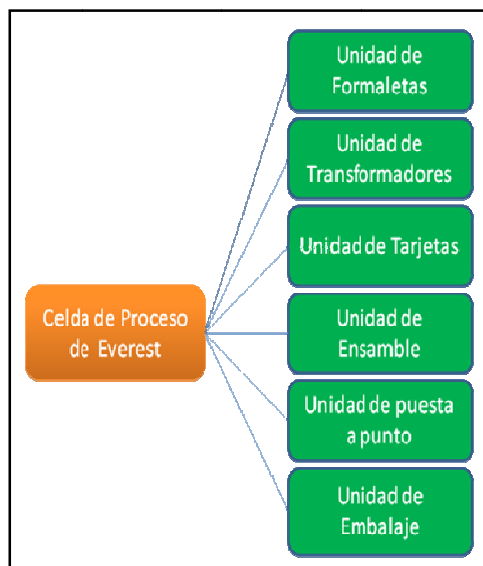 Unidad de
Formaletas
Unidad de
Transformadores
Unidad de Tarjetas
Celda de Proceso
de Everest
Unidad de
Ensamble
Unidad de puesta
a punto
Unidad de
Embalaje